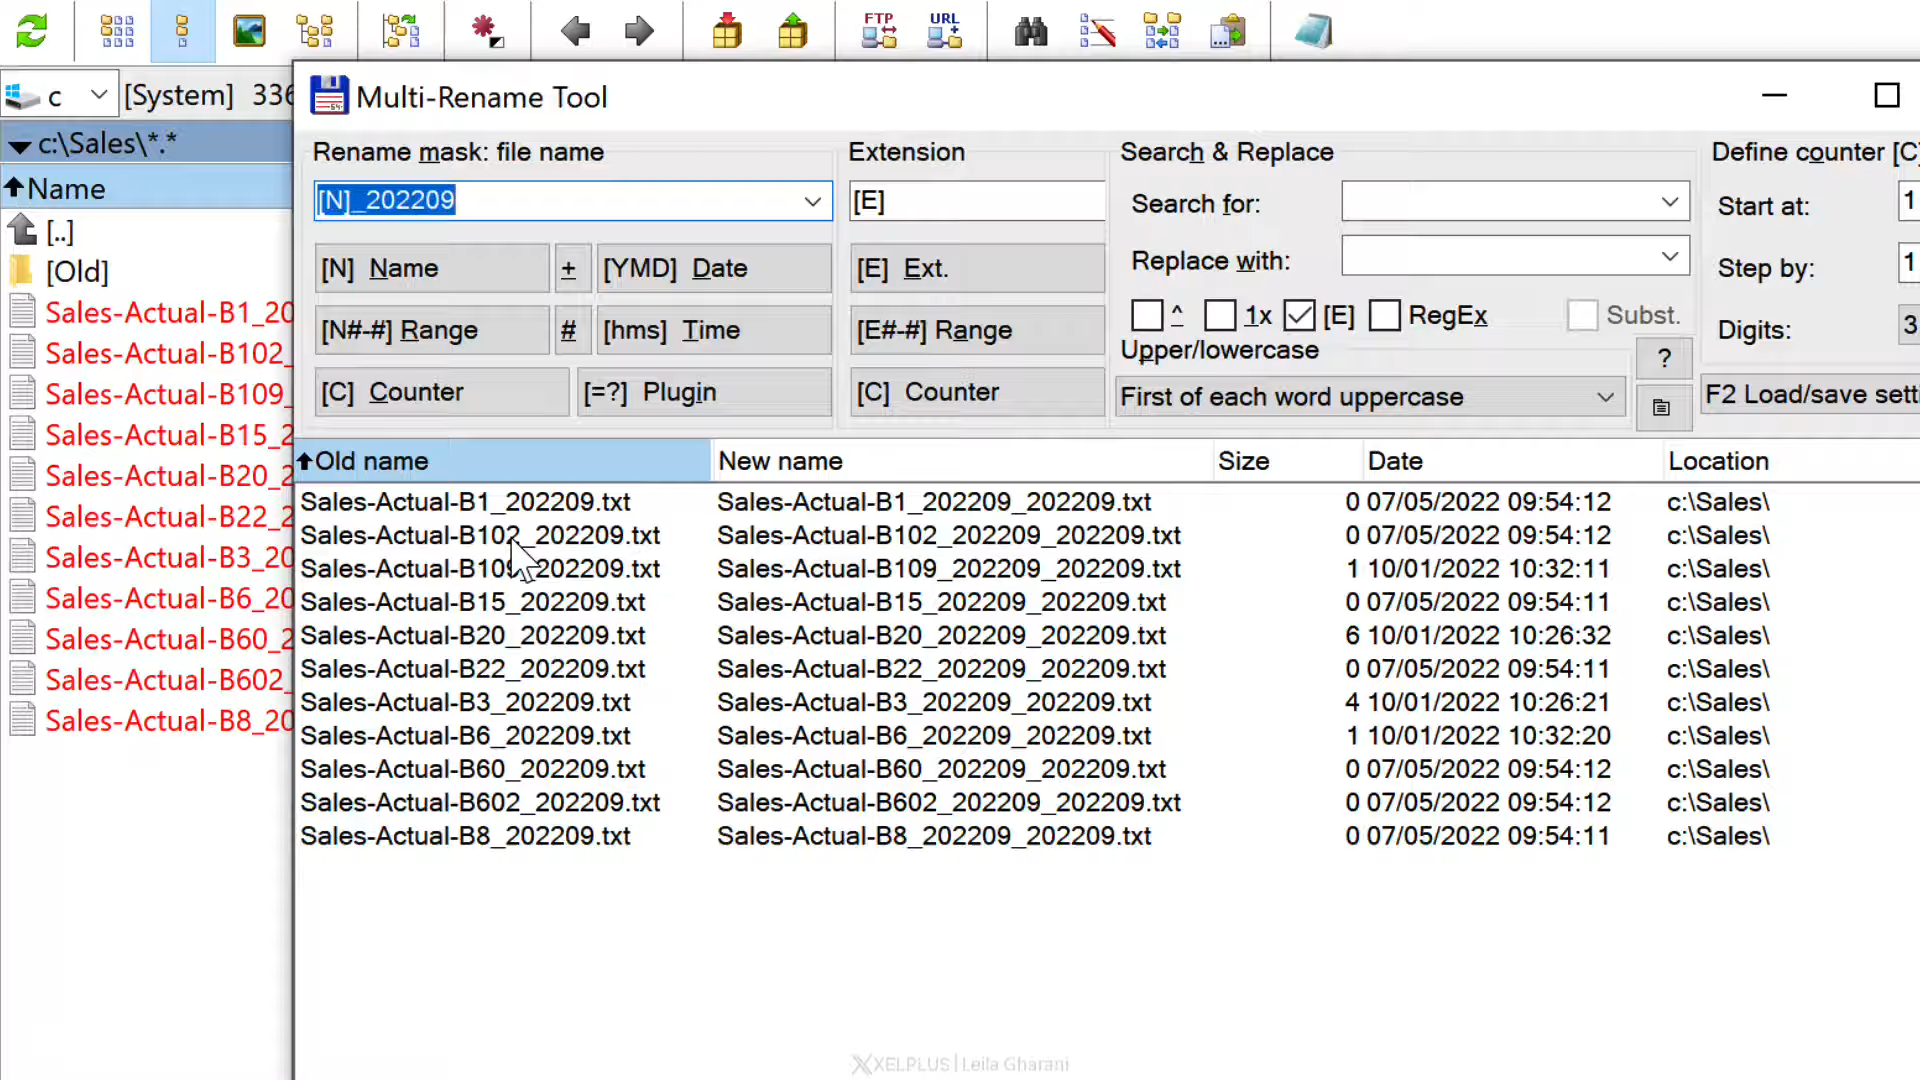 FTP URL
c [System] 336
Multi-Rename Tool
c:\Sales\*.*
Name
[..]
[Old]
Sales-Actual-B1_20
Sales-Actual-B102_
Sales-Actual-B109_
Sales-Actual-B15_2
Sales-Actual-B20_2
Sales-Actual-B22_2
Sales-Actual-B3_20
Sales-Actual-B6_20
Sales-Actual-B60_2
Sales-Actual-B602_
Sales-Actual-B8_20
Rename mask: file name
[N]_202209
[N] Name + [YMD] Date
[N#-#] Range # [hms] Time
[C] Counter [=?] Plugin
Extension
[E]
[E] Ext.
[E#-#] Range
[C] Counter
Search & Replace
Search for:
Replace with:
^ 1x [E] RegEx Subst.
Upper/lowercase ?
First of each word uppercase
Define counter [C]
Start at: 1
Step by: 1
Digits: 3
F2 Load/save setti
Old name New name Size Date Location
Sales-Actual-B1_202209.txt Sales-Actual-B1_202209_202209.txt 0 07/05/2022 09:54:12 c:\Sales\
Sales-Actual-B102_202209.txt Sales-Actual-B102_202209_202209.txt 0 07/05/2022 09:54:12 c:\Sales\
Sales-Actual-B109_202209.txt Sales-Actual-B109_202209_202209.txt 1 10/01/2022 10:32:11 c:\Sales\
Sales-Actual-B15_202209.txt Sales-Actual-B15_202209_202209.txt 0 07/05/2022 09:54:11 c:\Sales\
Sales-Actual-B20_202209.txt Sales-Actual-B20_202209_202209.txt 6 10/01/2022 10:26:32 c:\Sales\
Sales-Actual-B22_202209.txt Sales-Actual-B22_202209_202209.txt 0 07/05/2022 09:54:11 c:\Sales\
Sales-Actual-B3_202209.txt Sales-Actual-B3_202209_202209.txt 4 10/01/2022 10:26:21 c:\Sales\
Sales-Actual-B6_202209.txt Sales-Actual-B6_202209_202209.txt 1 10/01/2022 10:32:20 c:\Sales\
Sales-Actual-B60_202209.txt Sales-Actual-B60_202209_202209.txt 0 07/05/2022 09:54:12 c:\Sales\
Sales-Actual-B602_202209.txt Sales-Actual-B602_202209_202209.txt 0 07/05/2022 09:54:12 c:\Sales\
Sales-Actual-B8_202209.txt Sales-Actual-B8_202209_202209.txt 0 07/05/2022 09:54:11 c:\Sales\
XELPLUS | Leila Gharani